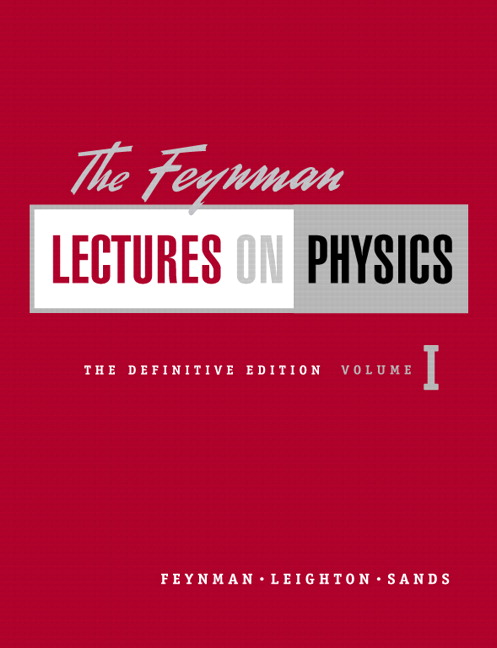 The Feynman
LECTURES ON PHYSICS
THE DEFINITIVE EDITION VOLUME I
FEYNMAN • LEIGHTON • SANDS